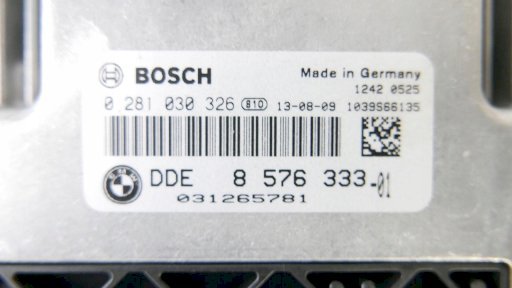 BOSCH Made in Germany
1242 0525
0 281 030 326 B10 13-08-09 1039S66135
DDE 8 576 333-01
031265781